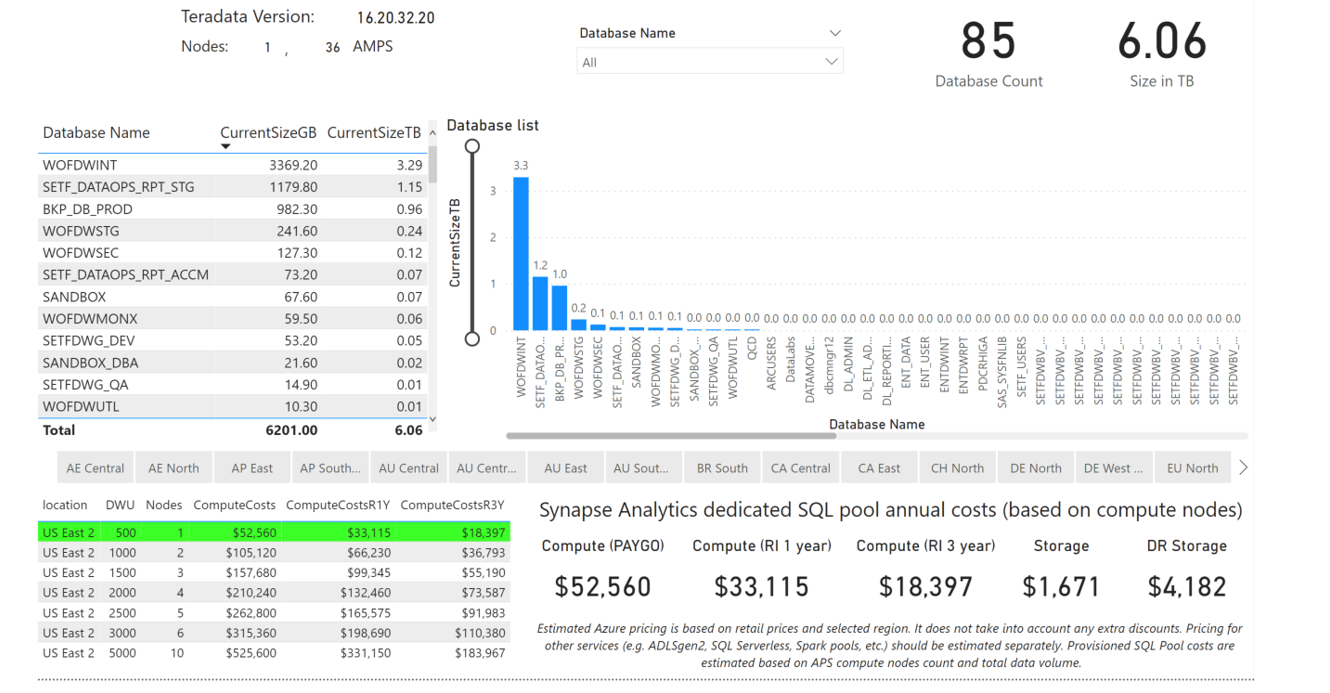 Teradata Version: 16.20.32.20
Nodes: 1 , 36 AMPS
Database Name
All
85
Database Count
6.06
Size in TB
Database Name CurrentSizeGB CurrentSizeTB
WOFDWINT 3369.20 3.29
SETF_DATAOPS_RPT_STG 1179.80 1.15
BKP_DB_PROD 982.30 0.96
WOFDWSTG 241.60 0.24
WOFDWSEC 127.30 0.12
SETF_DATAOPS_RPT_ACCM 73.20 0.07
SANDBOX 67.60 0.07
WOFDWMONX 59.50 0.06
SETFDWG_DEV 53.20 0.05
SANDBOX_DBA 21.60 0.02
SETFDWG_QA 14.90 0.01
WOFDWUTL 10.30 0.01
Total 6201.00 6.06
Database list
CurrentSizeTB
3
2
1
0
3.3
1.2
1.0
0.2
0.1 0.1 0.1 0.1 0.1 0.0 0.0 0.0 0.0 0.0 0.0 0.0 0.0 0.0 0.0 0.0 0.0 0.0 0.0 0.0 0.0 0.0 0.0 0.0 0.0 0.0 0.0 0.0 0.0 0.0
WOFDWINT
SETF_DATAO...
BKP_DB_PR...
WOFDWSTG
WOFDWSEC
SETF_DATAO...
SANDBOX
WOFDWMO...
SETFDWG_D...
SANDBOX_...
SETFDWG_QA
WOFDWUTL
QCD
ARCUSERS
DataLabs
DATAMOVE...
dbcmngr12
DL_ADMIN
DL_ETL_AD...
DL_REPORTI...
ENT_DATA
ENT_USER
ENTDWINT
ENTDWRPT
PDCRHIGA
SAS_SYSFNLIB
SETF_USERS
SETFDWBV_...
SETFDWBV_...
SETFDWBV_...
SETFDWBV_...
SETFDWBV_...
SETFDWBV_...
SETFDWBV_...
SETFDWBV_...
SETFDWBV_...
SETFDWBV_...
SETFDWBV_...
Database Name
AE Central AE North AP East AP South... AU Central AU Centr... AU East AU Sout... BR South CA Central CA East CH North DE North DE West ... EU North
location DWU Nodes ComputeCosts ComputeCostsR1Y ComputeCostsR3Y
US East 2 500 1 $52,560 $33,115 $18,397
US East 2 1000 2 $105,120 $66,230 $36,793
US East 2 1500 3 $157,680 $99,345 $55,190
US East 2 2000 4 $210,240 $132,460 $73,587
US East 2 2500 5 $262,800 $165,575 $91,983
US East 2 3000 6 $315,360 $198,690 $110,380
US East 2 5000 10 $525,600 $331,150 $183,967
Synapse Analytics dedicated SQL pool annual costs (based on compute nodes)
Compute (PAYGO) Compute (RI 1 year) Compute (RI 3 year) Storage DR Storage
$52,560 $33,115 $18,397 $1,671 $4,182
Estimated Azure pricing is based on retail prices and selected region. It does not take into account any extra discounts. Pricing for
other services (e.g. ADLSgen2, SQL Serverless, Spark pools, etc.) should be estimated separately. Provisioned SQL Pool costs are
estimated based on APS compute nodes count and total data volume.